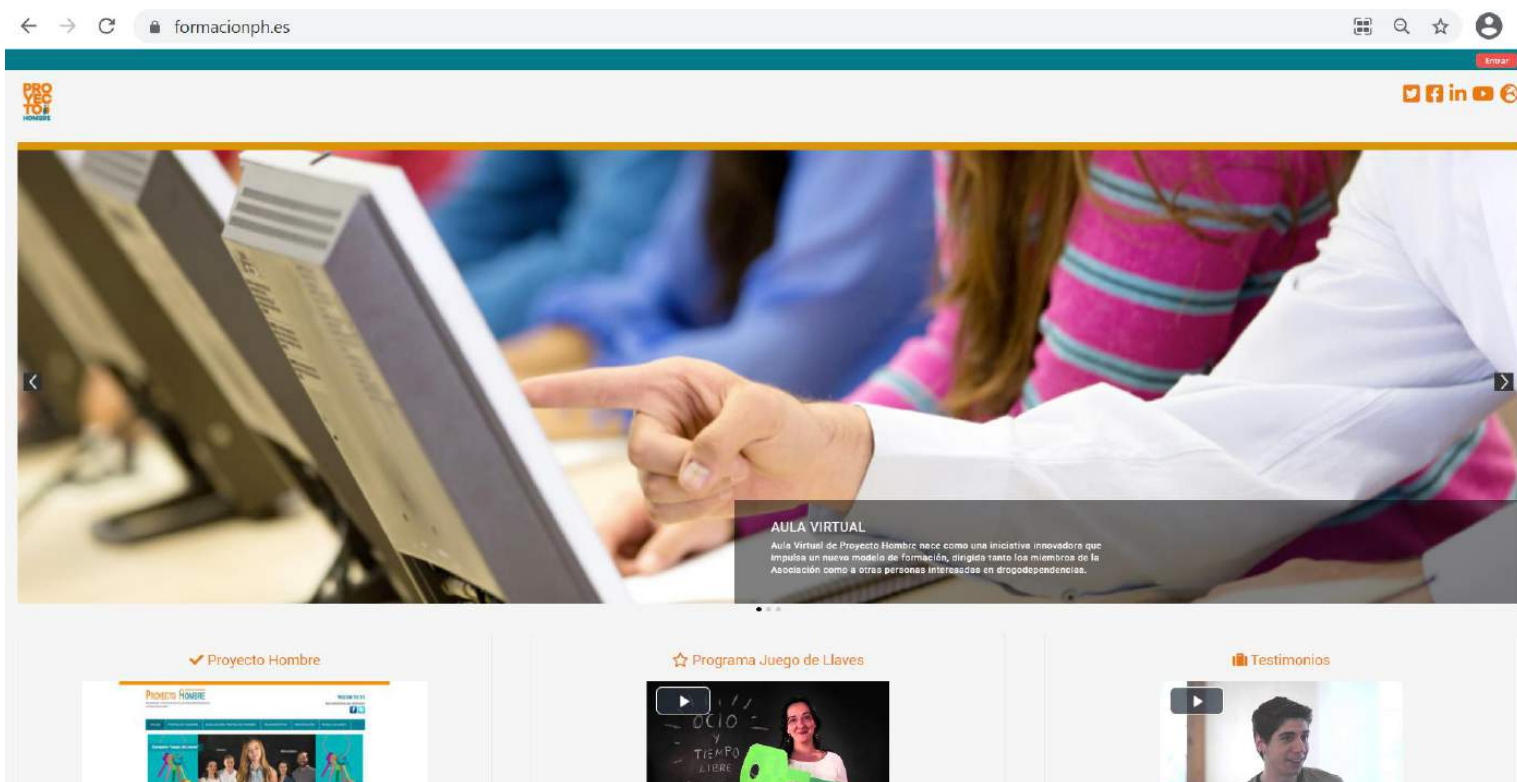 formacionph.es
Entrar
PRO
YEC
TO
HOMBRE
AULA VIRTUAL
Aula Virtual de Proyecto Hombre nace como una iniciativa innovadora que
impulsa un nuevo modelo de formación, dirigida tanto los miembros de la
Asociación como a otras personas interesadas en drogodependencias.
Proyecto Hombre
Programa Juego de Llaves
Testimonios
PROYECTO HOMBRE
OCIO
Y
TIEMPO
LIBRE